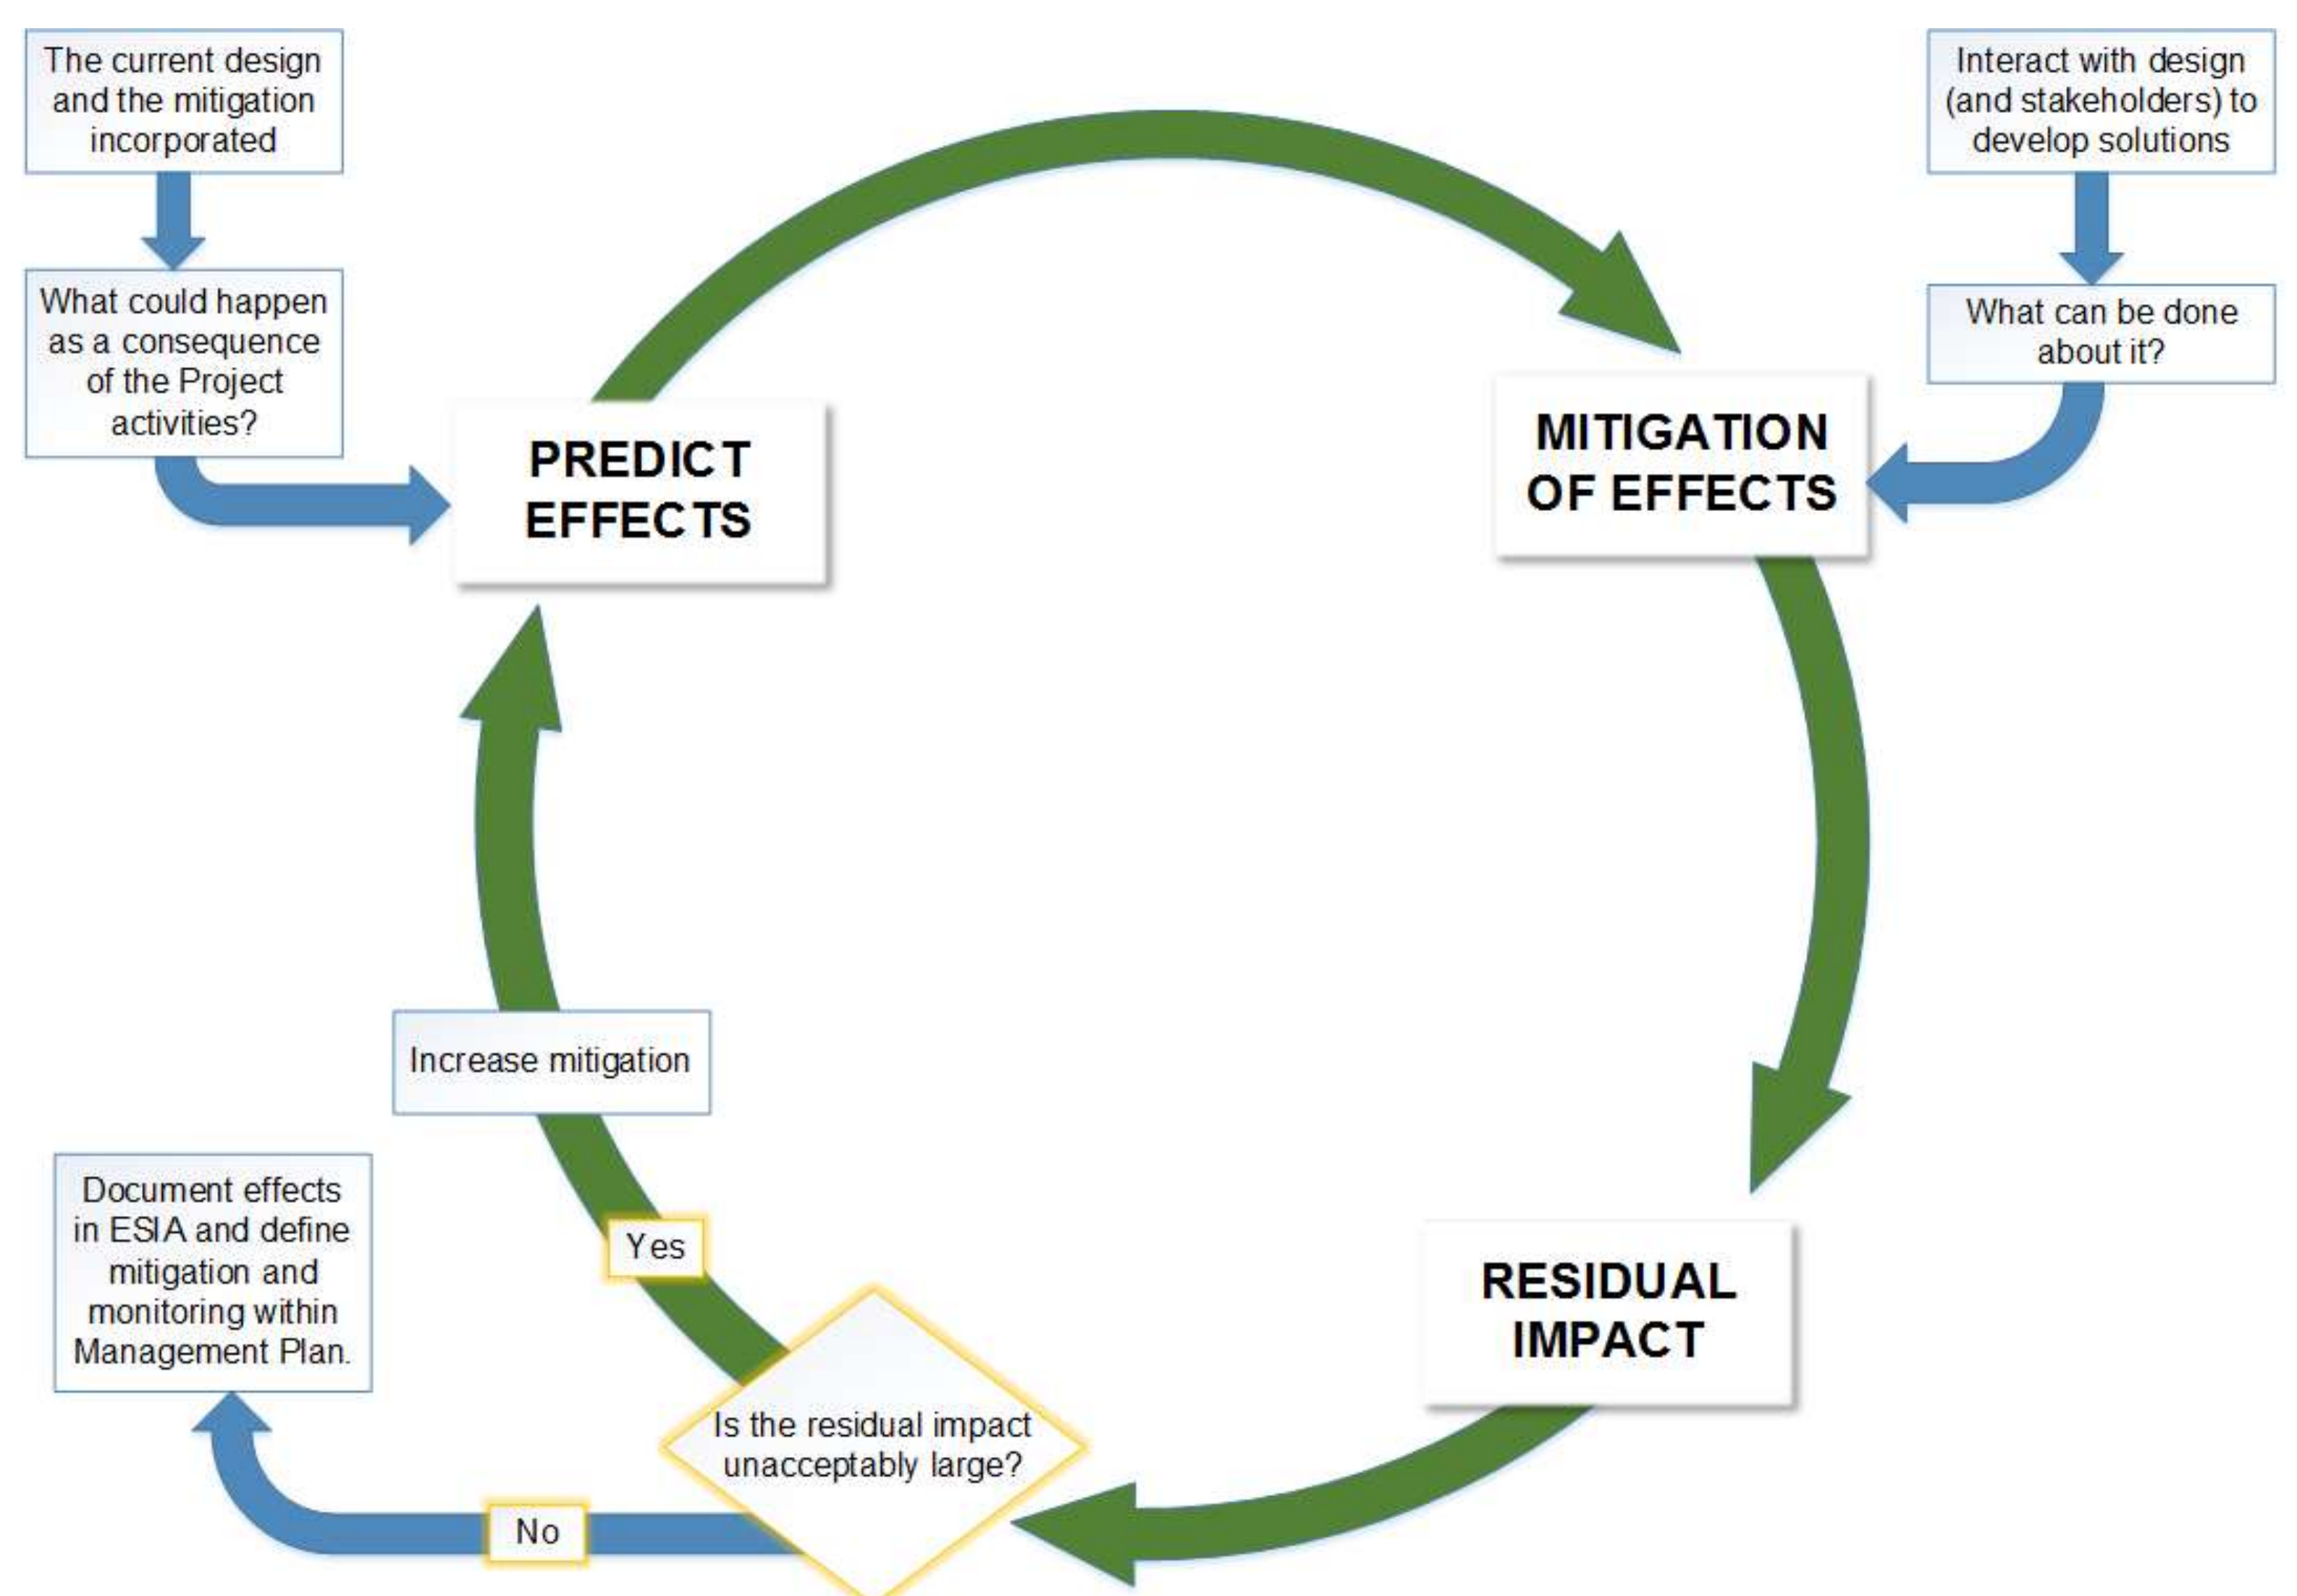 The current design
and the mitigation
incorporated
What could happen
as a consequence
of the Project
activities?
PREDICT
EFFECTS
Interact with design
(and stakeholders) to
develop solutions
What can be done
about it?
MITIGATION
OF EFFECTS
RESIDUAL
IMPACT
Is the residual impact
unacceptably large?
Yes
Increase mitigation
No
Document effects
in ESIA and define
mitigation and
monitoring within
Management Plan.